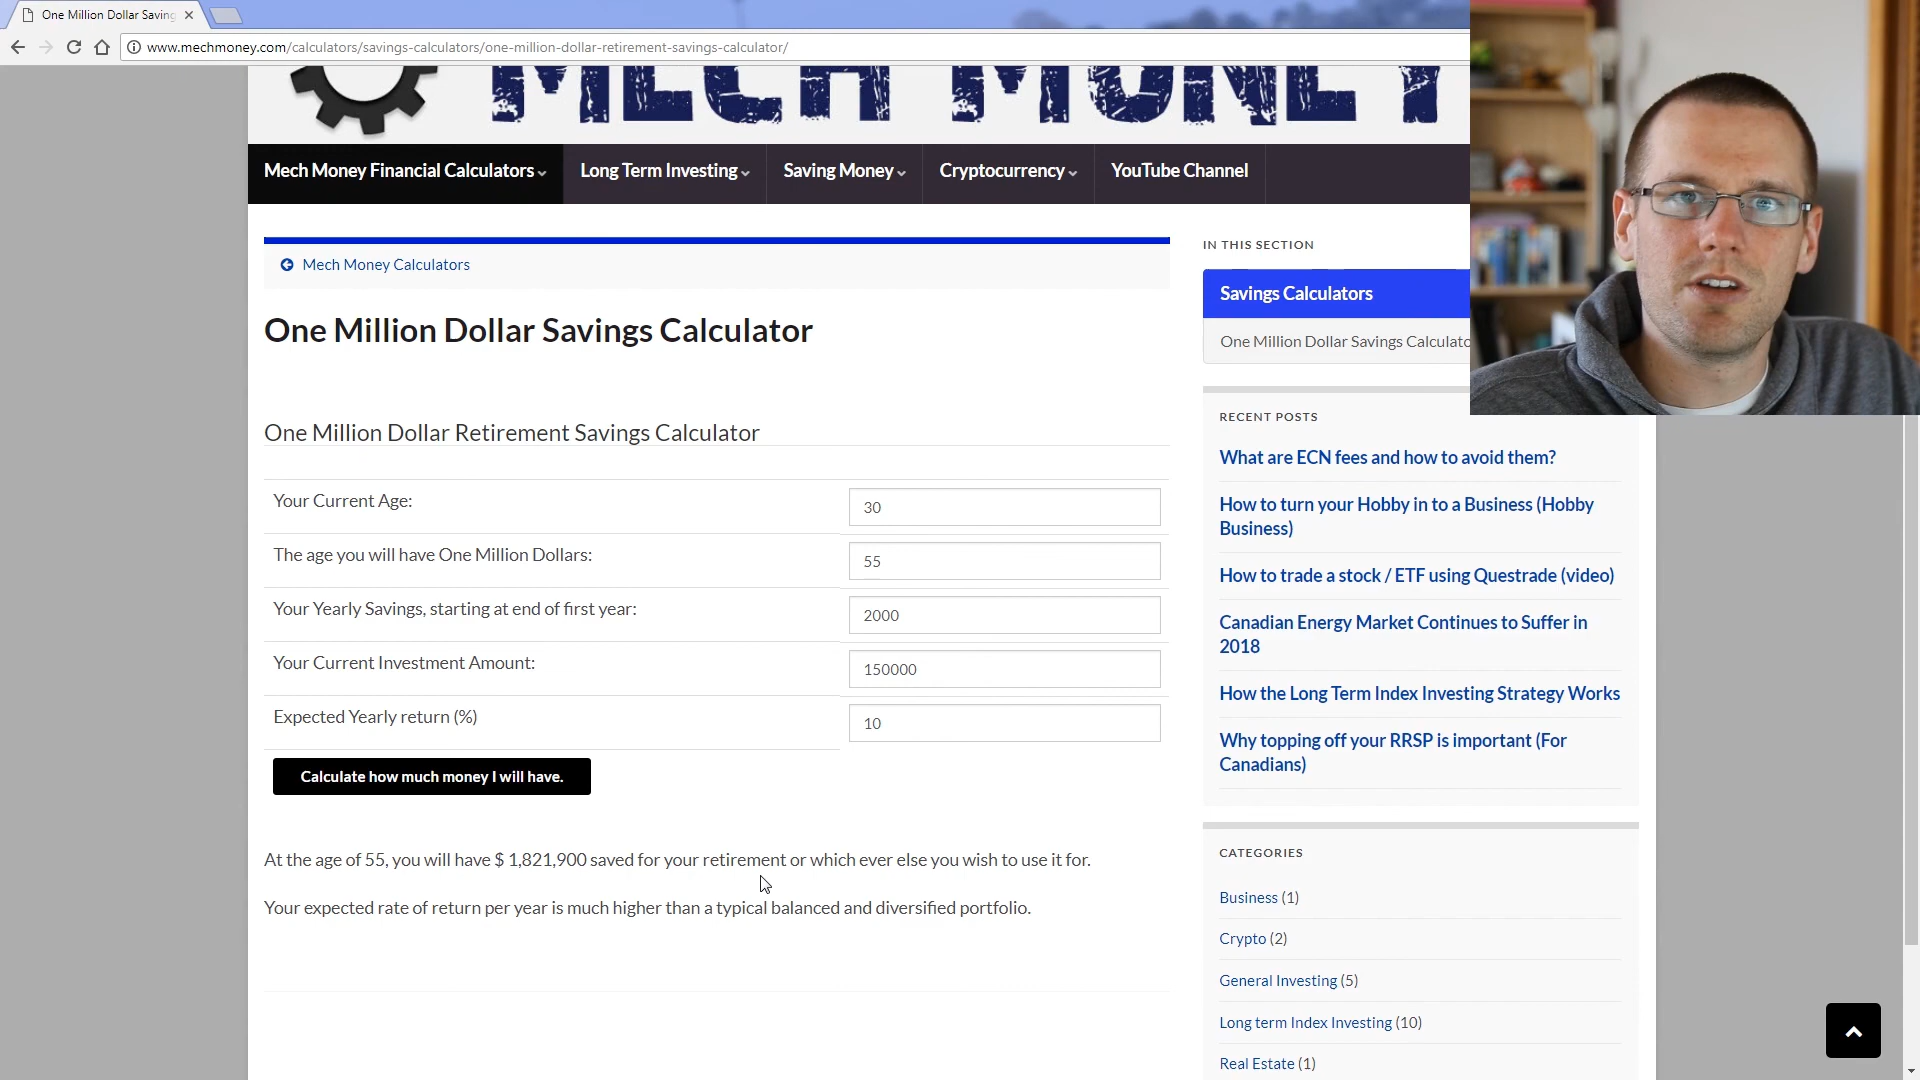 One Million Dollar Saving
www.mechmoney.com/calculators/savings-calculators/one-million-dollar-retirement-savings-calculator/
MECH MONEY
Mech Money Financial Calculators
Long Term Investing
Saving Money
Cryptocurrency
YouTube Channel
Mech Money Calculators
One Million Dollar Savings Calculator
One Million Dollar Retirement Savings Calculator
Your Current Age:
30
The age you will have One Million Dollars:
55
Your Yearly Savings, starting at end of first year:
2000
Your Current Investment Amount:
150000
Expected Yearly return (%)
10
Calculate how much money I will have.
At the age of 55, you will have $ 1,821,900 saved for your retirement or which ever else you wish to use it for.
Your expected rate of return per year is much higher than a typical balanced and diversified portfolio.
IN THIS SECTION
Savings Calculators
One Million Dollar Savings Calculato
RECENT POSTS
What are ECN fees and how to avoid them?
How to turn your Hobby in to a Business (Hobby
Business)
How to trade a stock / ETF using Questrade (video)
Canadian Energy Market Continues to Suffer in
2018
How the Long Term Index Investing Strategy Works
Why topping off your RRSP is important (For
Canadians)
CATEGORIES
Business (1)
Crypto (2)
General Investing (5)
Long term Index Investing (10)
Real Estate (1)